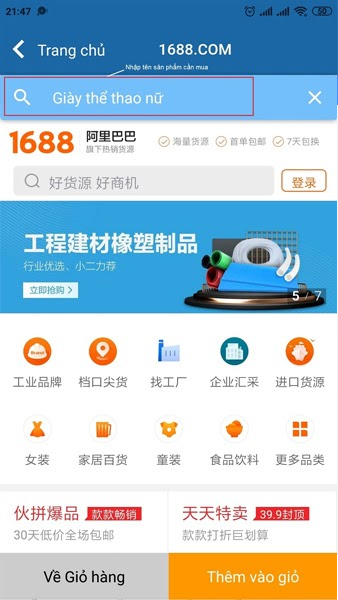 21:47
Trang chủ
1688.COM
Nhập tên sản phẩm cần mua
Giày thể thao nữ
1688 阿里巴巴
旗下热销货源
海量货源 首单包邮 7天包换
好货源 好商机
登录
工程建材橡塑制品
行业优选、小二力荐
立即抢购 >
5 / 7
Brand
工业品牌 档口尖货 找工厂 企业汇采 进口货源
女装 家居百货 童装 食品饮料 更多品类
伙拼爆品 款款畅销 天天特卖 39.9封顶
30天低价全场包邮 款款打折巨划算
Về Giỏ hàng Thêm vào giỏ